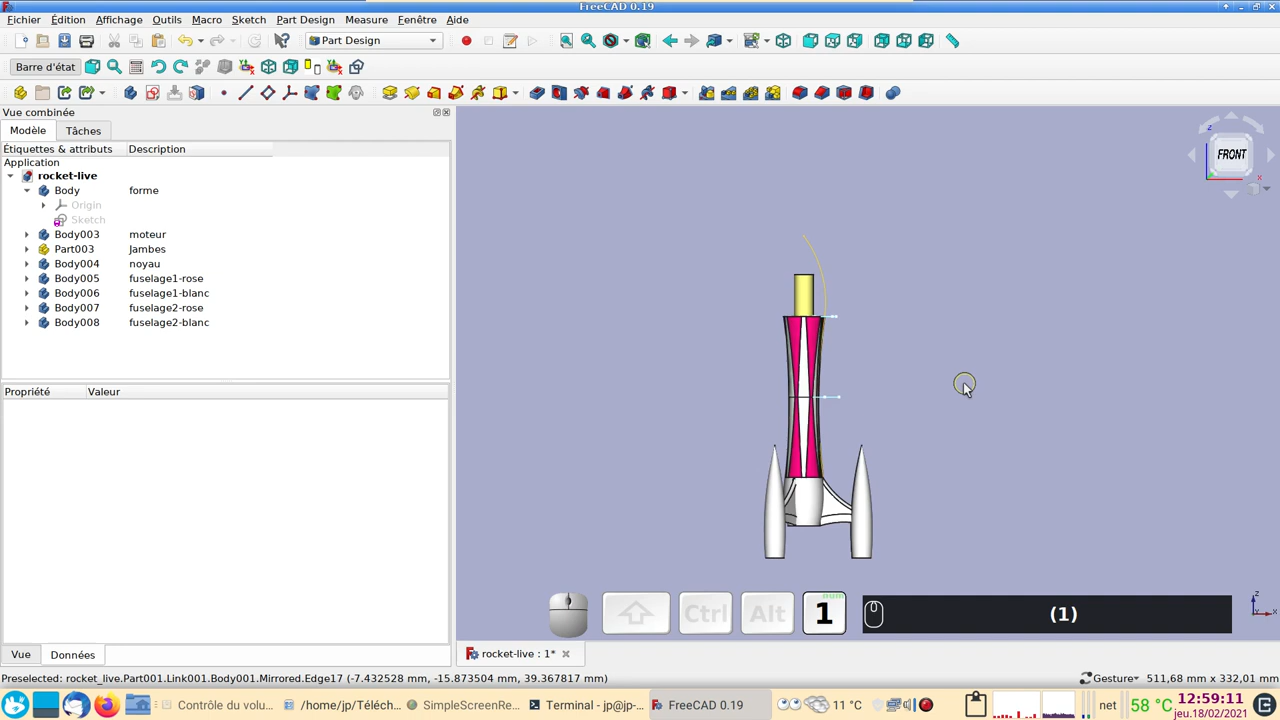 FreeCAD 0.19
Fichier Édition Affichage Outils Macro Sketch Part Design Measure Fenêtre Aide
Part Design
Barre d'état
Vue combinée
Modèle Tâches
Étiquettes & attributs Description
Application
rocket-live
Body forme
Origin
Sketch
Body003 moteur
Part003 Jambes
Body004 noyau
Body005 fuselage1-rose
Body006 fuselage1-blanc
Body007 fuselage2-rose
Body008 fuselage2-blanc
Propriété Valeur
Z
FRONT
X
num
Ctrl Alt 1 (1)
Vue Données
rocket-live : 1*
Preselected: rocket_live.Part001.Link001.Body001.Mirrored.Edge17 (-7.432528 mm, -15.873504 mm, 39.367817 mm)
Gesture 511,68 mm x 332,01 mm
Contrôle du volu... /home/jp/Téléch... SimpleScreenRe... Terminal - jp@jp-... FreeCAD 0.19 11 °C net 58 °C 12:59:11
jeu.18/02/2021